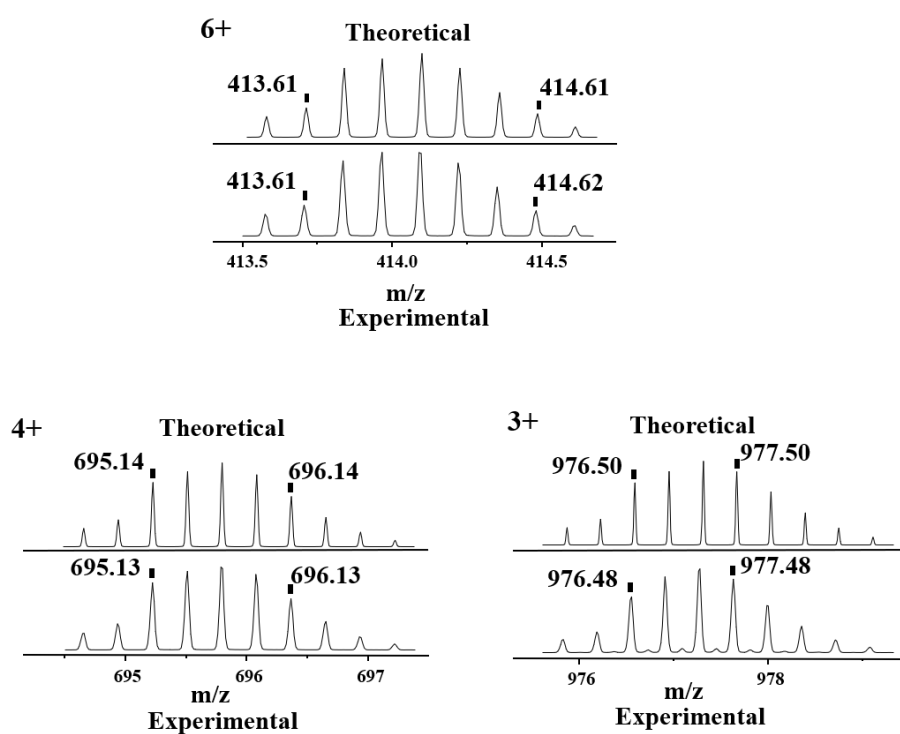 6+
Theoretical
413.61 414.61
413.61 414.62
413.5 414.0 414.5
m/z
Experimental
4+
Theoretical
695.14 696.14
695.13 696.13
695 696 697
m/z
Experimental
3+
Theoretical
976.50 977.50
976.48 977.48
976 978
m/z
Experimental